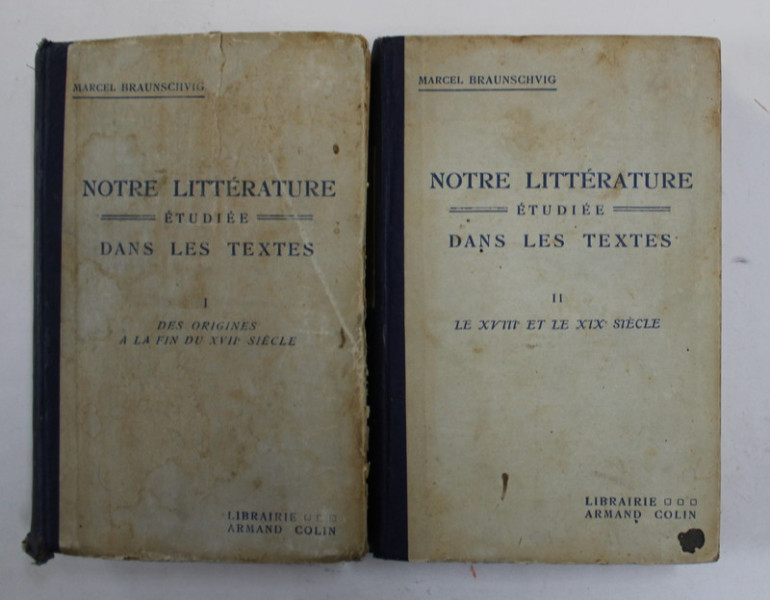 MARCEL BRAUNSCHVIG
NOTRE LITTÉRATURE
ÉTUDIÉE
DANS LES TEXTES
I
DES ORIGINES
A LA FIN DU XVIIe SIÈCLE
LIBRAIRIE
ARMAND COLIN
MARCEL BRAUNSCHVIG
NOTRE LITTÉRATURE
ÉTUDIÉE
DANS LES TEXTES
II
LE XVIIIe ET LE XIXe SIÈCLE
LIBRAIRIE
ARMAND COLIN